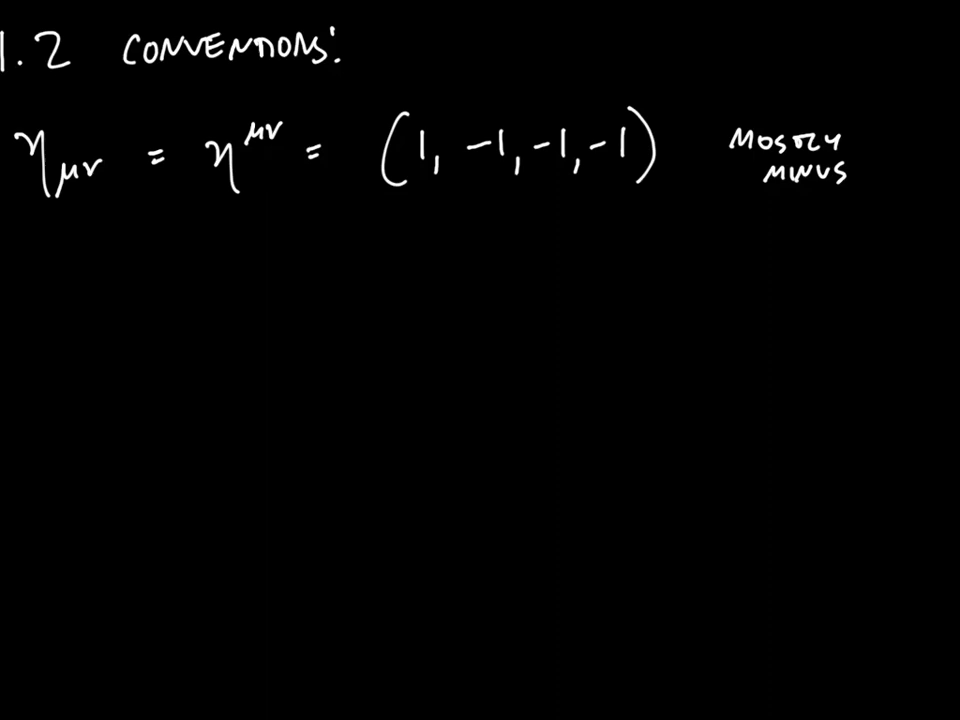 1.2 CONVENTIONS:
η_μν = η^μν = (1, -1, -1, -1) MOSTLY
MINUS